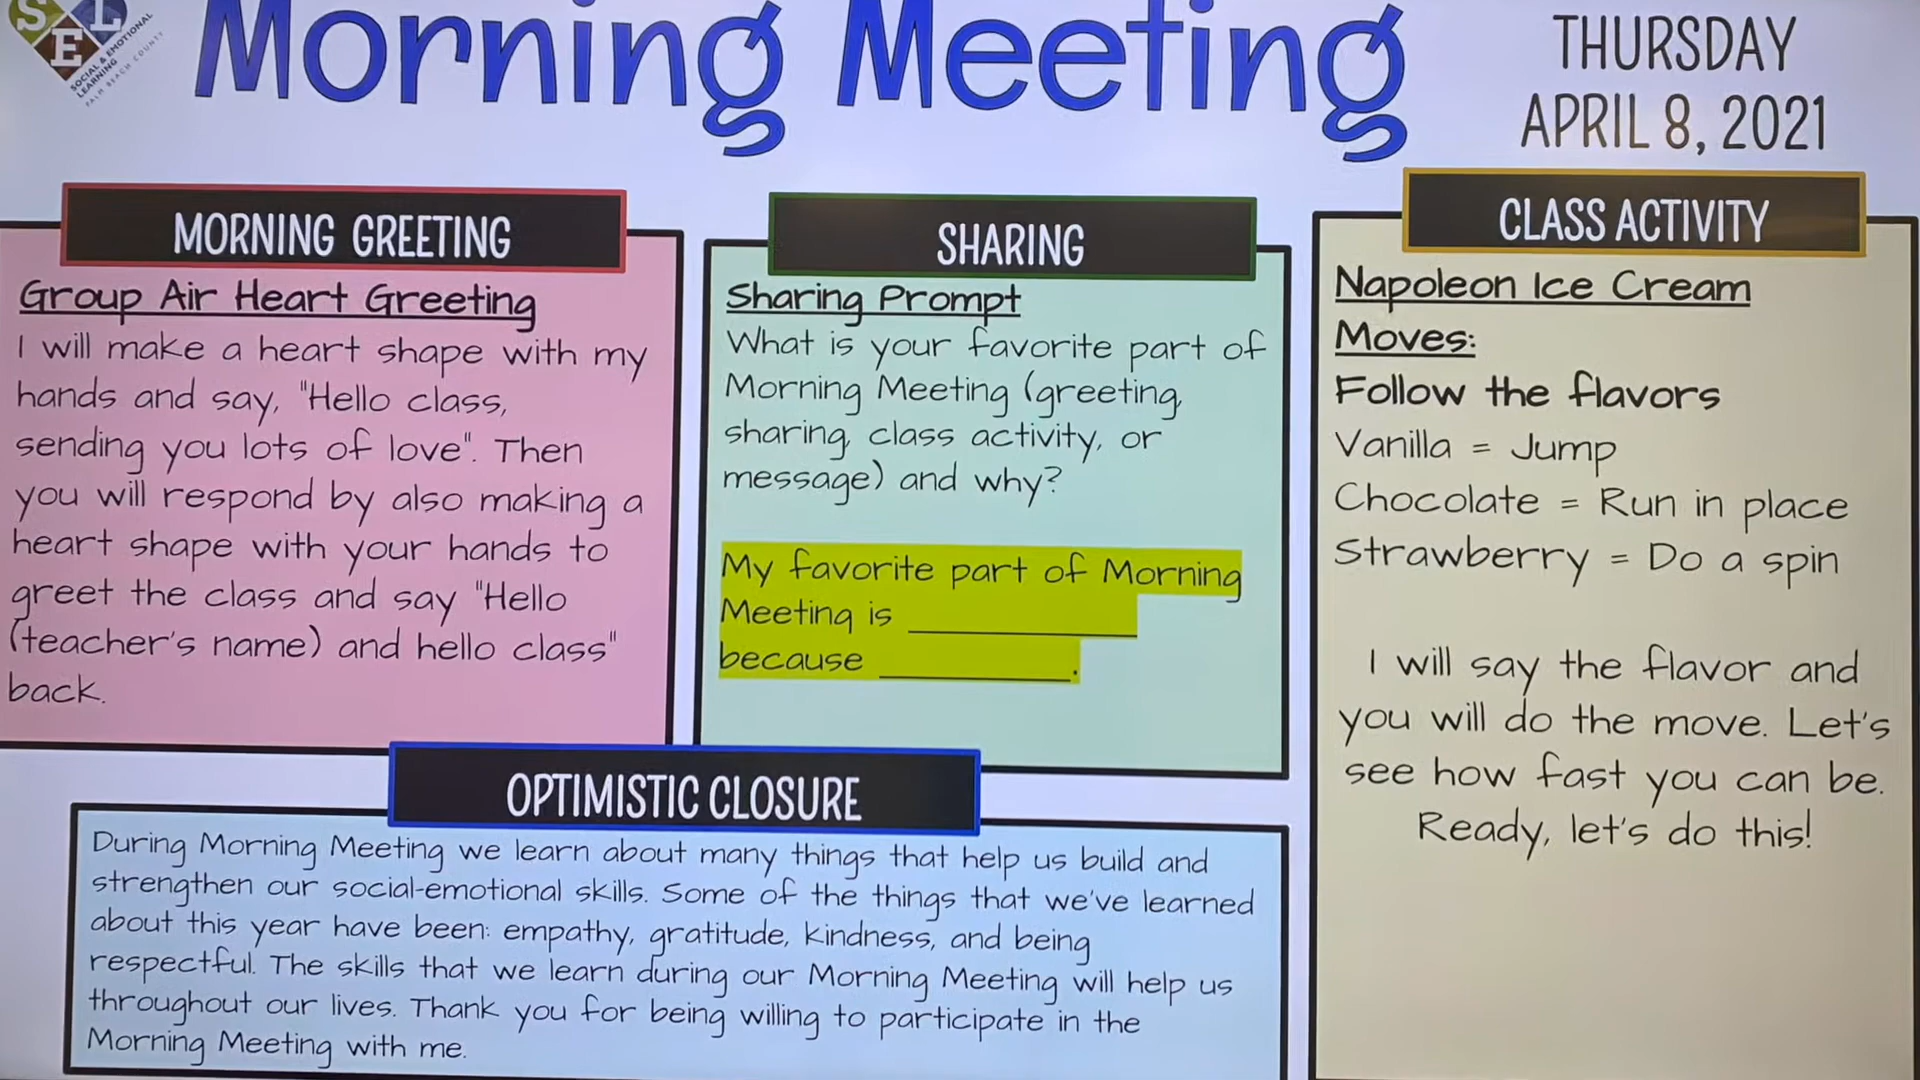 SEL
SOCIAL & EMOTIONAL
LEARNING
PALM BEACH COUNTY
Morning Meeting
THURSDAY
APRIL 8, 2021
MORNING GREETING
Group Air Heart Greeting
I will make a heart shape with my
hands and say, "Hello class,
sending you lots of love". Then
you will respond by also making a
heart shape with your hands to
greet the class and say "Hello
(teacher's name) and hello class"
back.
SHARING
Sharing Prompt
What is your favorite part of
Morning Meeting (greeting,
sharing, class activity, or
message) and why?
My favorite part of Morning
Meeting is ____________
because __________.
CLASS ACTIVITY
Napoleon Ice Cream
Moves:
Follow the flavors
Vanilla = Jump
Chocolate = Run in place
Strawberry = Do a spin
I will say the flavor and
you will do the move. Let's
see how fast you can be.
Ready, let's do this!
OPTIMISTIC CLOSURE
During Morning Meeting we learn about many things that help us build and
strengthen our social-emotional skills. Some of the things that we've learned
about this year have been: empathy, gratitude, kindness, and being
respectful. The skills that we learn during our Morning Meeting will help us
throughout our lives. Thank you for being willing to participate in the
Morning Meeting with me.